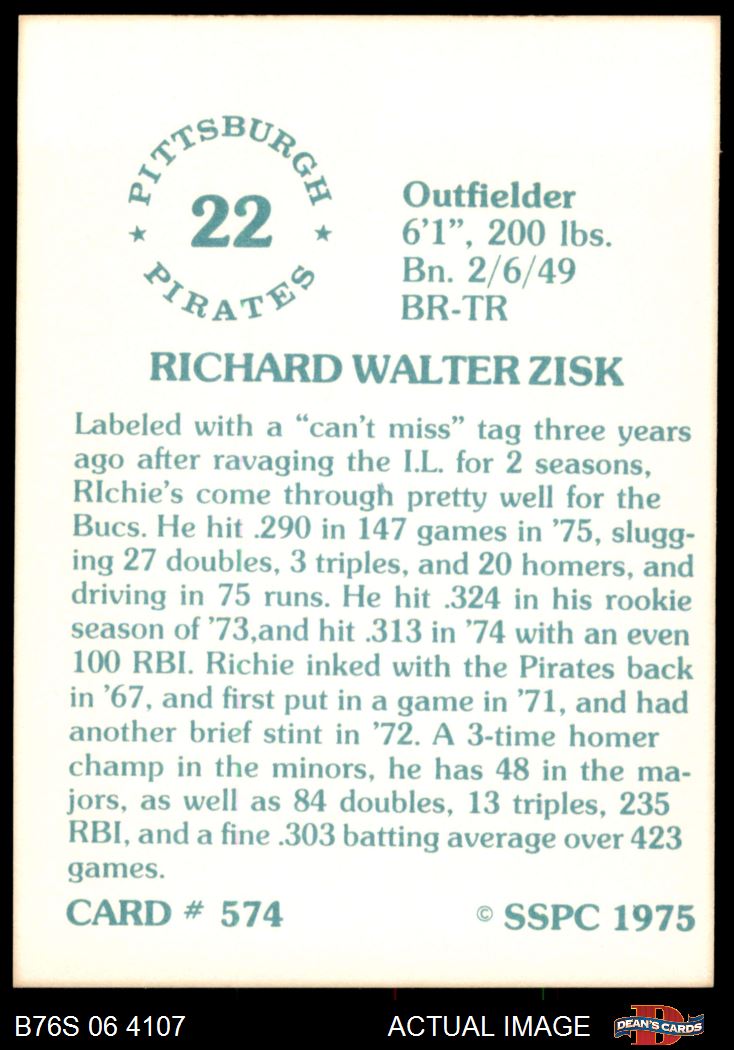 PITTSBURGH
★ 22 ★
PIRATES
Outfielder
6'1", 200 lbs.
Bn. 2/6/49
BR-TR
RICHARD WALTER ZISK
Labeled with a “can't miss” tag three years
ago after ravaging the I.L. for 2 seasons,
RIchie's come through pretty well for the
Bucs. He hit .290 in 147 games in '75, slugg-
ing 27 doubles, 3 triples, and 20 homers, and
driving in 75 runs. He hit .324 in his rookie
season of '73,and hit .313 in '74 with an even
100 RBI. Richie inked with the Pirates back
in '67, and first put in a game in '71, and had
another brief stint in '72. A 3-time homer
champ in the minors, he has 48 in the ma-
jors, as well as 84 doubles, 13 triples, 235
RBI, and a fine .303 batting average over 423
games.
CARD # 574 © SSPC 1975
B76S 06 4107 ACTUAL IMAGE D DEAN'S CARDS